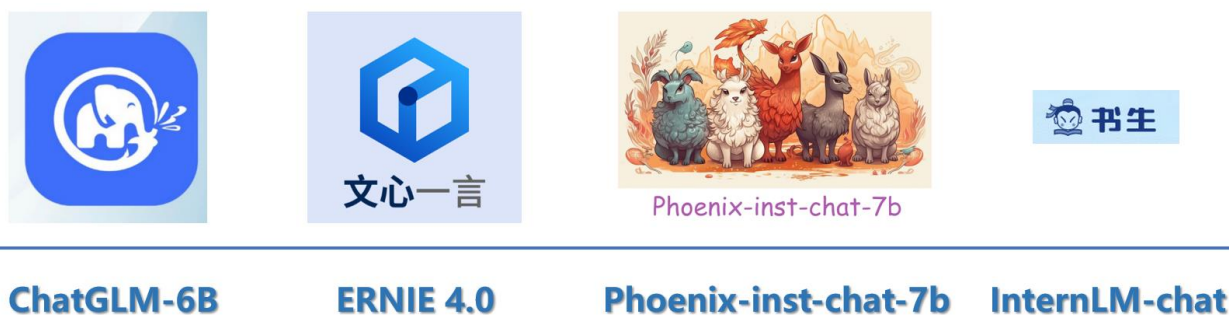 文心一言
Phoenix-inst-chat-7b
书生
ChatGLM-6B
ERNIE 4.0
Phoenix-inst-chat-7b
InternLM-chat